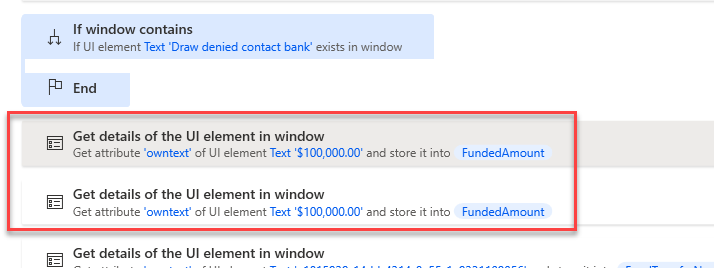 If window contains
If UI element Text 'Draw denied contact bank' exists in window
End
Get details of the UI element in window
Get attribute 'owntext' of UI element Text '$100,000.00' and store it into FundedAmount
Get details of the UI element in window
Get attribute 'owntext' of UI element Text '$100,000.00' and store it into FundedAmount
Get details of the UI element in window